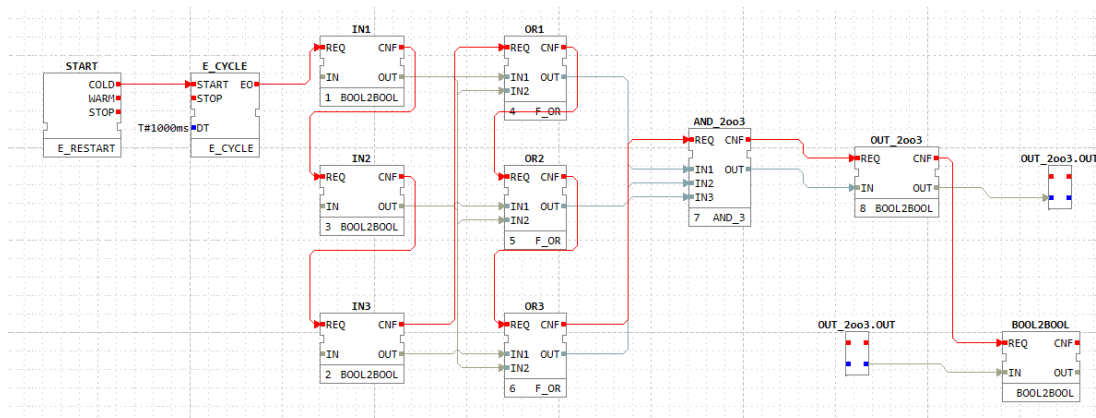 START
COLD
WARM
STOP
E_RESTART
E_CYCLE
START EO
STOP
T#1000ms DT
E_CYCLE
IN1
REQ CNF
IN OUT
1 BOOL2BOOL
IN2
REQ CNF
IN OUT
3 BOOL2BOOL
IN3
REQ CNF
IN OUT
2 BOOL2BOOL
OR1
REQ CNF
IN1 OUT
IN2
4 F_OR
OR2
REQ CNF
IN1 OUT
IN2
5 F_OR
OR3
REQ CNF
IN1 OUT
IN2
6 F_OR
AND_2oo3
REQ CNF
IN1 OUT
IN2
IN3
7 AND_3
OUT_2oo3
REQ CNF
IN OUT
8 BOOL2BOOL
OUT_2oo3.OUT
OUT_2oo3.OUT
BOOL2BOOL
REQ CNF
IN OUT
BOOL2BOOL